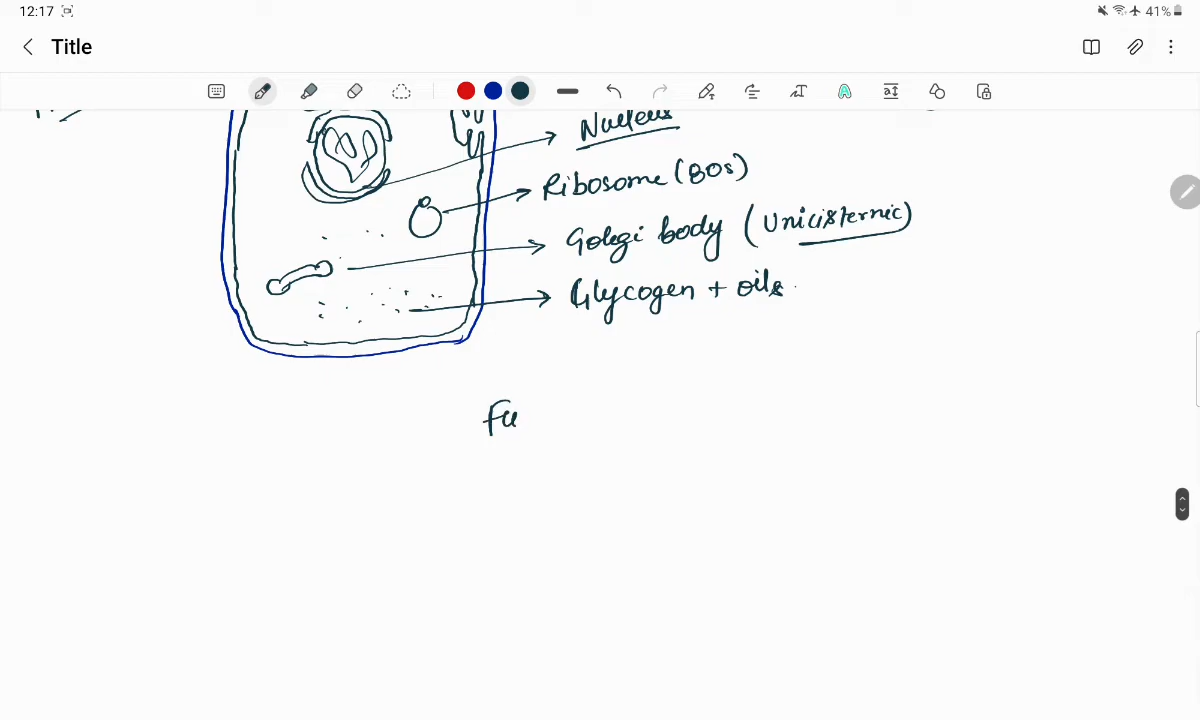 12:17
41%
Title
Nucleus
Ribosome (80s)
Golgi body (Unicisternic)
Glycogen + oils
Fu